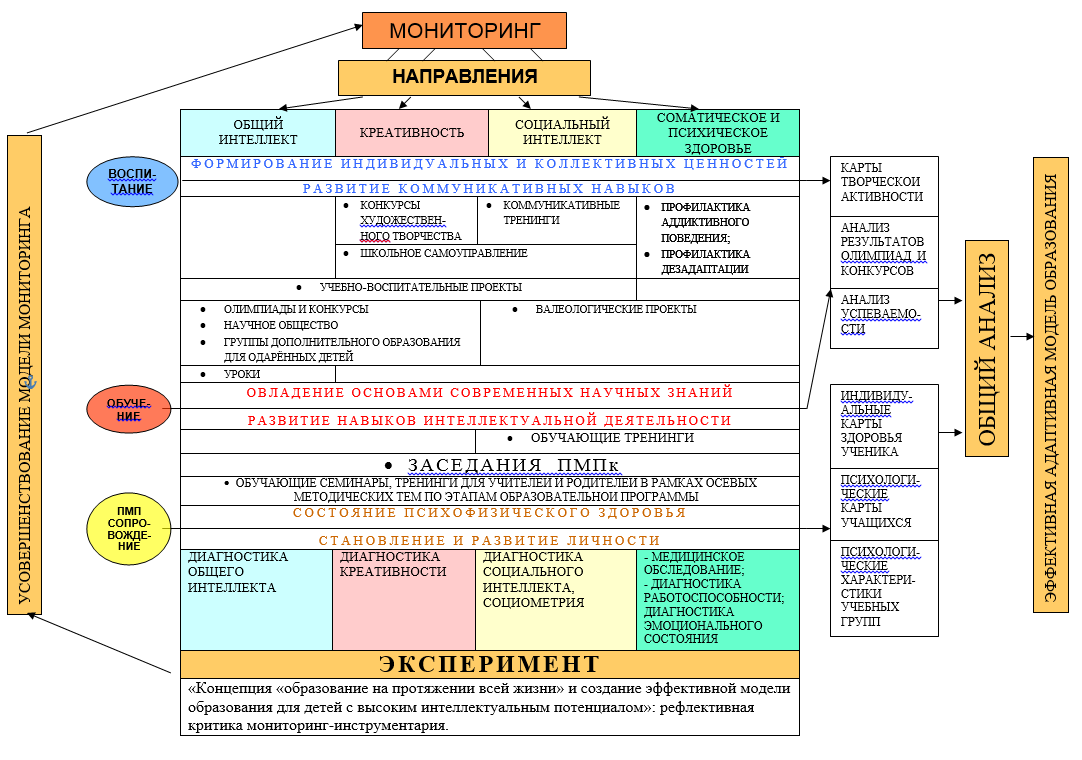 МОНИТОРИНГ
НАПРАВЛЕНИЯ
УСОВЕРШЕНСТВОВАНИЕ МОДЕЛИ МОНИТОРИНГА
ОБЩИЙ
ИНТЕЛЛЕКТ
КРЕАТИВНОСТЬ
СОЦИАЛЬНЫЙ
ИНТЕЛЛЕКТ
СОМАТИЧЕСКОЕ И
ПСИХИЧЕСКОЕ
ЗДОРОВЬЕ
ВОСПИ-
ТАНИЕ
ФОРМИРОВАНИЕ ИНДИВИДУАЛЬНЫХ И КОЛЛЕКТИВНЫХ ЦЕННОСТЕЙ
РАЗВИТИЕ КОММУНИКАТИВНЫХ НАВЫКОВ
• КОНКУРСЫ
ХУДОЖЕСТВЕН-
НОГО ТВОРЧЕСТВА
• КОММУНИКАТИВНЫЕ
ТРЕНИНГИ
• ПРОФИЛАКТИКА
АДДИКТИВНОГО
ПОВЕДЕНИЯ;
• ПРОФИЛАКТИКА
ДЕЗАДАПТАЦИИ
• ШКОЛЬНОЕ САМОУПРАВЛЕНИЕ
• УЧЕБНО-ВОСПИТАТЕЛЬНЫЕ ПРОЕКТЫ
• ОЛИМПИАДЫ И КОНКУРСЫ
• НАУЧНОЕ ОБЩЕСТВО
• ГРУППЫ ДОПОЛНИТЕЛЬНОГО ОБРАЗОВАНИЯ
ДЛЯ ОДАРЁННЫХ ДЕТЕЙ
• ВАЛЕОЛОГИЧЕСКИЕ ПРОЕКТЫ
• УРОКИ
ОБУЧЕ-
НИЕ
ОВЛАДЕНИЕ ОСНОВАМИ СОВРЕМЕННЫХ НАУЧНЫХ ЗНАНИЙ
РАЗВИТИЕ НАВЫКОВ ИНТЕЛЛЕКТУАЛЬНОЙ ДЕЯТЕЛЬНОСТИ
• ОБУЧАЮЩИЕ ТРЕНИНГИ
• ЗАСЕДАНИЯ ПМПк
• ОБУЧАЮЩИЕ СЕМИНАРЫ, ТРЕНИНГИ ДЛЯ УЧИТЕЛЕЙ И РОДИТЕЛЕЙ В РАМКАХ ОСЕВЫХ
МЕТОДИЧЕСКИХ ТЕМ ПО ЭТАПАМ ОБРАЗОВАТЕЛЬНОЙ ПРОГРАММЫ
ПМП
СОПРО-
ВОЖДЕ-
НИЕ
СОСТОЯНИЕ ПСИХОФИЗИЧЕСКОГО ЗДОРОВЬЯ
СТАНОВЛЕНИЕ И РАЗВИТИЕ ЛИЧНОСТИ
ДИАГНОСТИКА
ОБЩЕГО
ИНТЕЛЛЕКТА
ДИАГНОСТИКА
КРЕАТИВНОСТИ
ДИАГНОСТИКА
СОЦИАЛЬНОГО
ИНТЕЛЛЕКТА,
СОЦИОМЕТРИЯ
- МЕДИЦИНСКОЕ
ОБСЛЕДОВАНИЕ;
- ДИАГНОСТИКА
РАБОТОСПОСОБНОСТИ;
ДИАГНОСТИКА
ЭМОЦИОНАЛЬНОГО
СОСТОЯНИЯ
ЭКСПЕРИМЕНТ
«Концепция «образование на протяжении всей жизни» и создание эффективной модели
образования для детей с высоким интеллектуальным потенциалом»: рефлективная
критика мониторинг-инструментария.
КАРТЫ
ТВОРЧЕСКОЙ
АКТИВНОСТИ
АНАЛИЗ
РЕЗУЛЬТАТОВ
ОЛИМПИАД И
КОНКУРСОВ
АНАЛИЗ
УСПЕВАЕМО-
СТИ
ИНДИВИДУ-
АЛЬНЫЕ
КАРТЫ
ЗДОРОВЬЯ
УЧЕНИКА
ПСИХОЛОГИ-
ЧЕСКИЕ
КАРТЫ
УЧАЩИХСЯ
ПСИХОЛОГИ-
ЧЕСКИЕ
ХАРАКТЕРИ-
СТИКИ
УЧЕБНЫХ
ГРУПП
ОБЩИЙ АНАЛИЗ
ЭФФЕКТИВНАЯ АДАПТИВНАЯ МОДЕЛЬ ОБРАЗОВАНИЯ